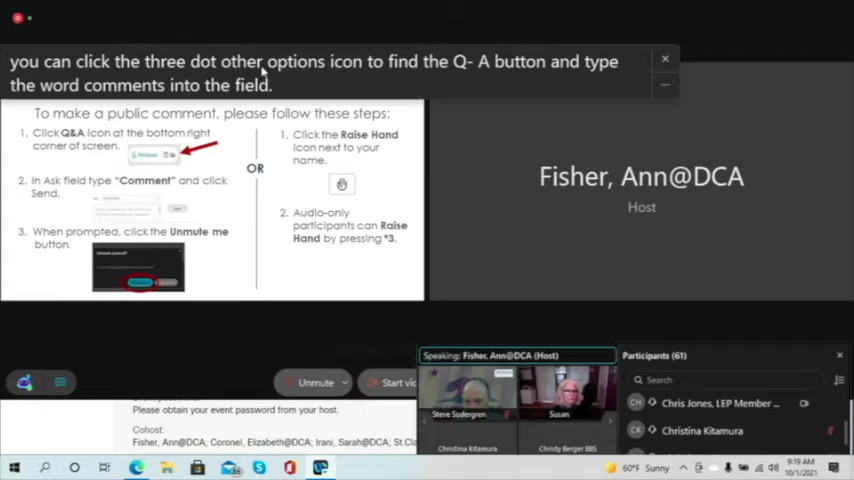 you can click the three dot other options icon to find the Q- A button and type
the word comments into the field.
To make a public comment, please follow these steps:
1. Click Q&A icon at the bottom right
corner of screen.
2. In Ask field type “Comment” and click
Send.
3. When prompted, click the Unmute me
button.
OR
1. Click the Raise Hand
icon next to your
name.
2. Audio-only
participants can Raise
Hand by pressing *3.
Fisher, Ann@DCA
Host
Speaking: Fisher, Ann@DCA (Host)
Steve Sodergren
Susan
Christina Kitamura
Christy Berger BBS
Participants (61)
Search
CH Chris Jones, LEP Member ...
CK Christina Kitamura
Unmute
Start vi
Please obtain your event password from your host.
Cohost:
Fisher, Ann@DCA; Coronel, Elizabeth@DCA; Irani, Sarah@DCA; St.Cla
60°F Sunny
9:19 AM
10/1/2021